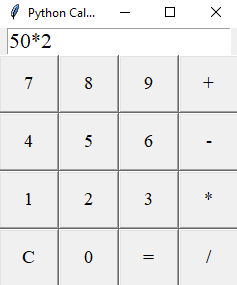 Python Cal...
50*2
7 8 9 +
4 5 6 -
1 2 3 *
C 0 = /